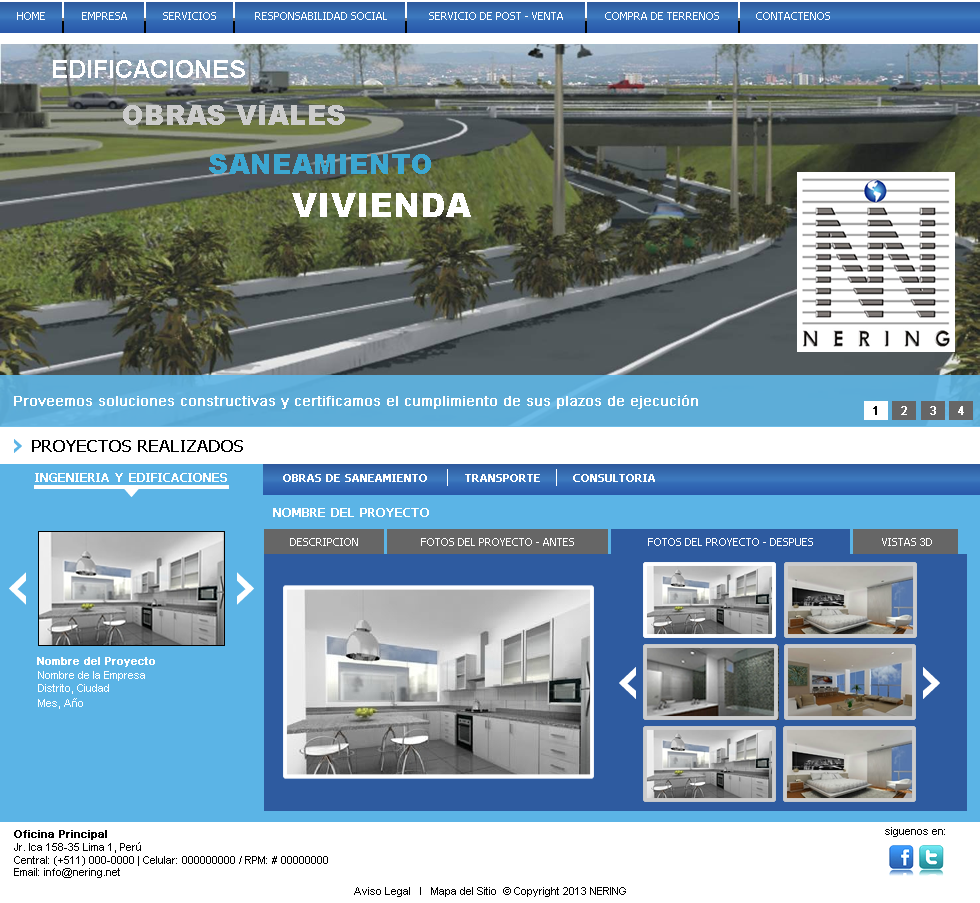 HOME EMPRESA SERVICIOS RESPONSABILIDAD SOCIAL SERVICIO DE POST - VENTA COMPRA DE TERRENOS CONTACTENOS
EDIFICACIONES
OBRAS VIALES
SANEAMIENTO
VIVIENDA
NERING
Proveemos soluciones constructivas y certificamos el cumplimiento de sus plazos de ejecución
1 2 3 4
PROYECTOS REALIZADOS
INGENIERIA Y EDIFICACIONES
OBRAS DE SANEAMIENTO TRANSPORTE CONSULTORIA
NOMBRE DEL PROYECTO
DESCRIPCION FOTOS DEL PROYECTO - ANTES FOTOS DEL PROYECTO - DESPUES VISTAS 3D
Nombre del Proyecto
Nombre de la Empresa
Distrito, Ciudad
Mes, Año
Oficina Principal
Jr. Ica 158-35 Lima 1, Perú
Central: (+511) 000-0000 | Celular: 000000000 / RPM: # 00000000
Email: info@nering.net
siguenos en:
Aviso Legal I Mapa del Sitio © Copyright 2013 NERING